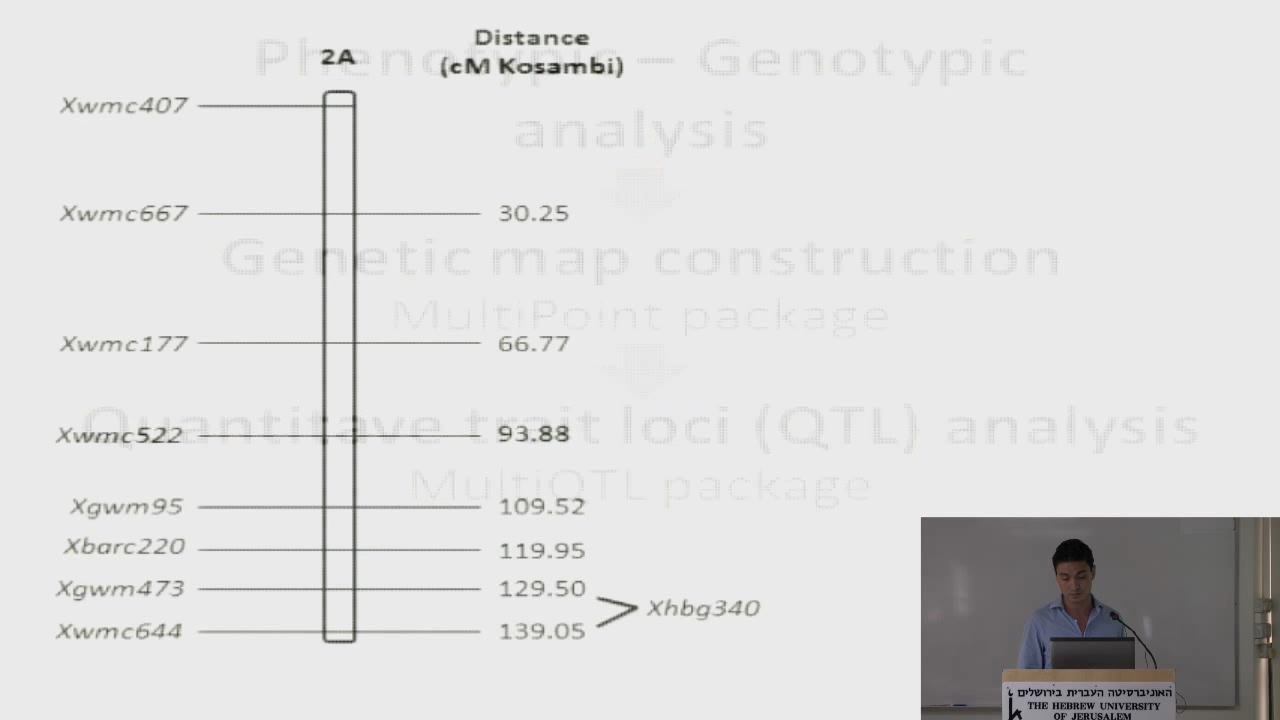 Phenotypic – Genotypic
analysis
Genetic map construction
MultiPoint package
Quantitave trait loci (QTL) analysis
MultiQTL package
2A
Distance
(cM Kosambi)
Xwmc407
Xwmc667 30.25
Xwmc177 66.77
Xwmc522 93.88
Xgwm95 109.52
Xbarc220 119.95
Xgwm473 129.50
Xhbg340
Xwmc644 139.05
האוניברסיטה העברית בירושלים
THE HEBREW UNIVERSITY
OF JERUSALEM